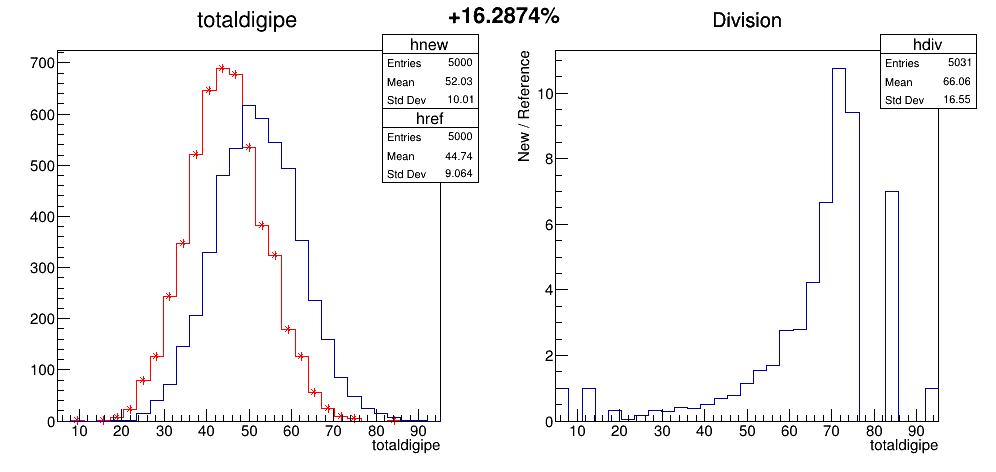 +16.2874%
totaldigipe
hnew
Entries 5000
Mean 52.03
Std Dev 10.01
href
Entries 5000
Mean 44.74
Std Dev 9.064
700
600
500
400
300
200
100
0
10 20 30 40 50 60 70 80 90
totaldigipe
Division
hdiv
Entries 5031
Mean 66.06
Std Dev 16.55
New / Reference
10
8
6
4
2
0
10 20 30 40 50 60 70 80 90
totaldigipe